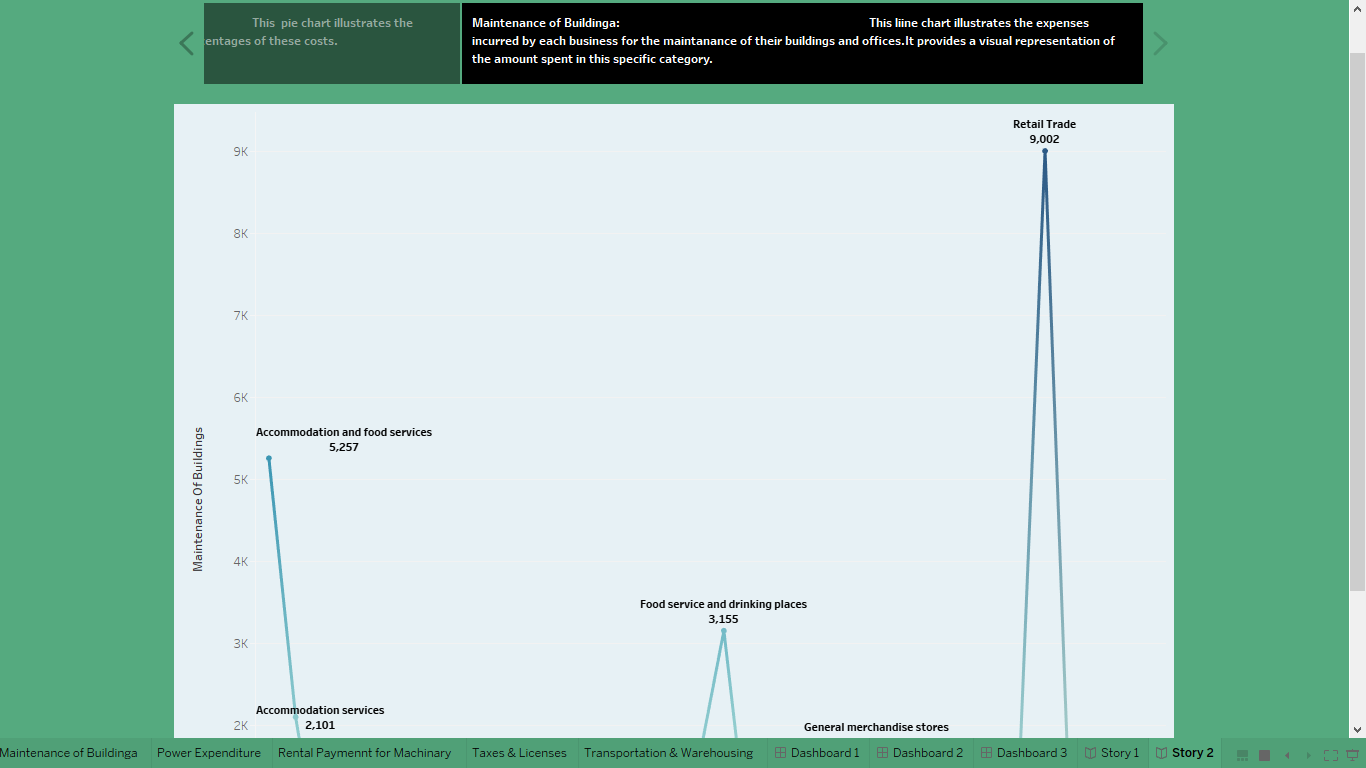 This  pie chart illustrates the
entages of these costs.
Maintenance of Buildinga: This liine chart illustrates the expenses
incurred by each business for the maintanance of their buildings and offices.It provides a visual representation of
the amount spent in this specific category.
Retail Trade
9,002
9K
8K
7K
6K
Accommodation and food services
5,257
5K
Maintenance Of Buildings
4K
Food service and drinking places
3,155
3K
Accommodation services
2,101
2K
General merchandise stores
Maintenance of Buildinga Power Expenditure Rental Paymennt for Machinary Taxes & Licenses Transportation & Warehousing Dashboard 1 Dashboard 2 Dashboard 3 Story 1 Story 2